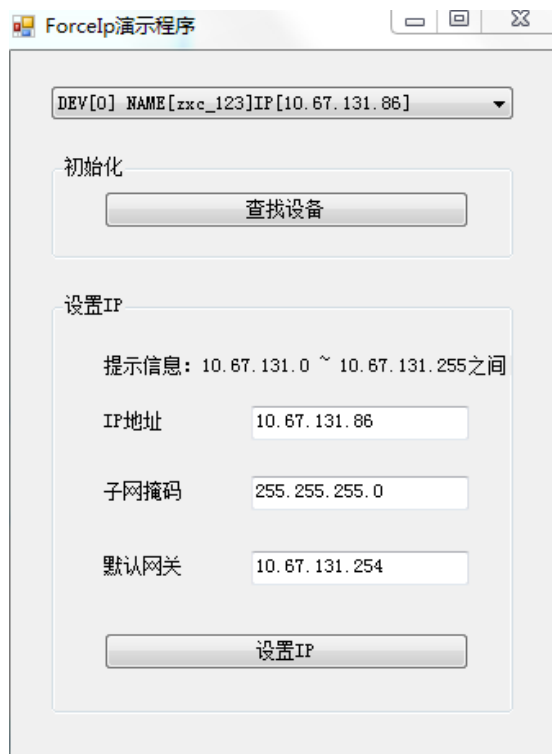 ForceIp演示程序
DEV[0] NAME[zxc_123]IP[10.67.131.86]
初始化
查找设备
设置IP
提示信息：10.67.131.0 ~ 10.67.131.255之间
IP地址 10.67.131.86
子网掩码 255.255.255.0
默认网关 10.67.131.254
设置IP